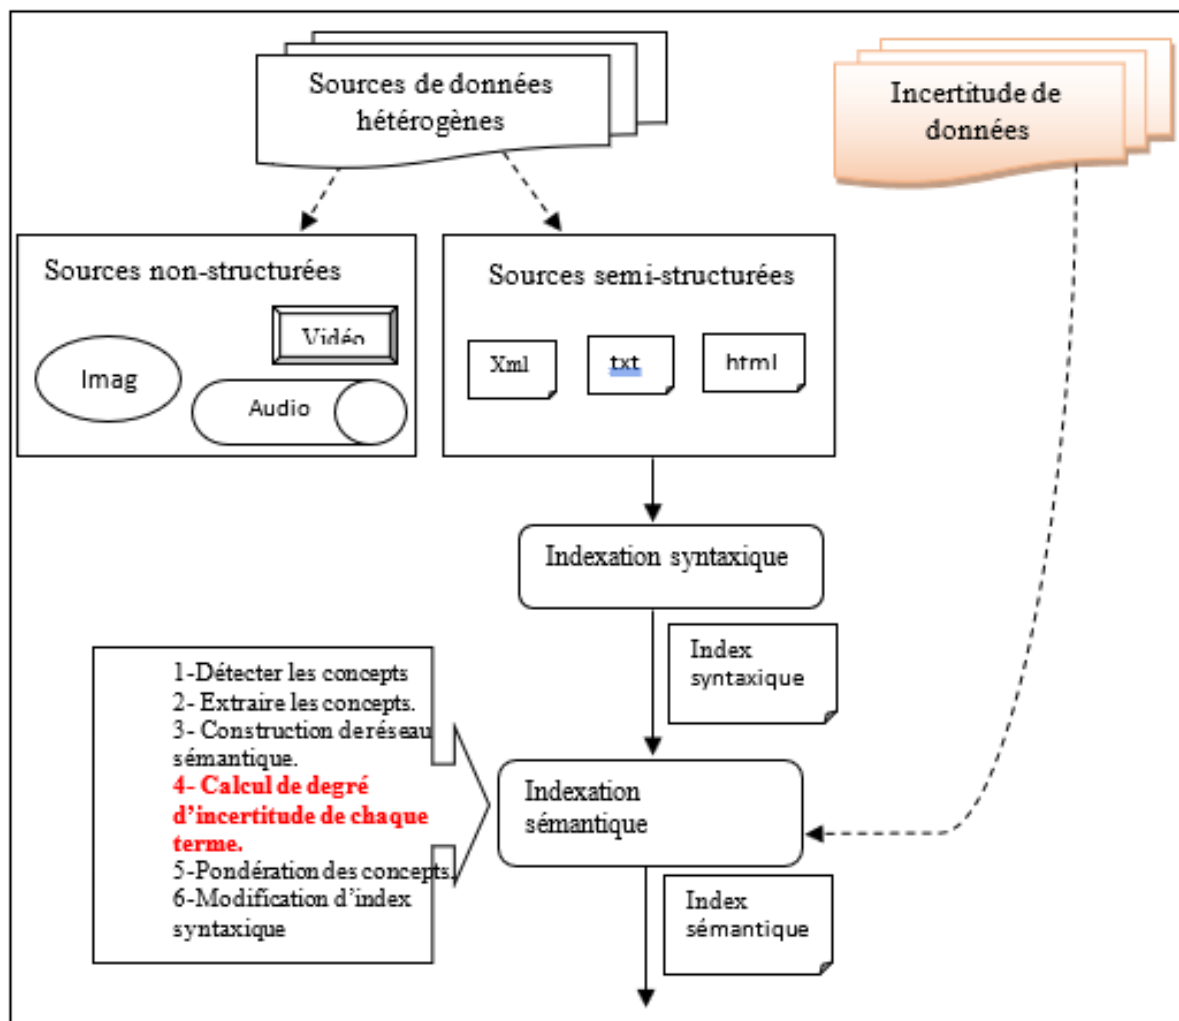 Sources de données
hétérogènes
Incertitude de
données
Sources non-structurées
Vidéo
Imag
Audio
Sources semi-structurées
Xml
txt
html
Indexation syntaxique
Index
syntaxique
1-Détecter les concepts
2- Extraire les concepts.
3- Construction de réseau
sémantique.
4- Calcul de degré
d’incertitude de chaque
terme.
5-Pondération des concepts.
6-Modification d’index
syntaxique
Indexation
sémantique
Index
sémantique